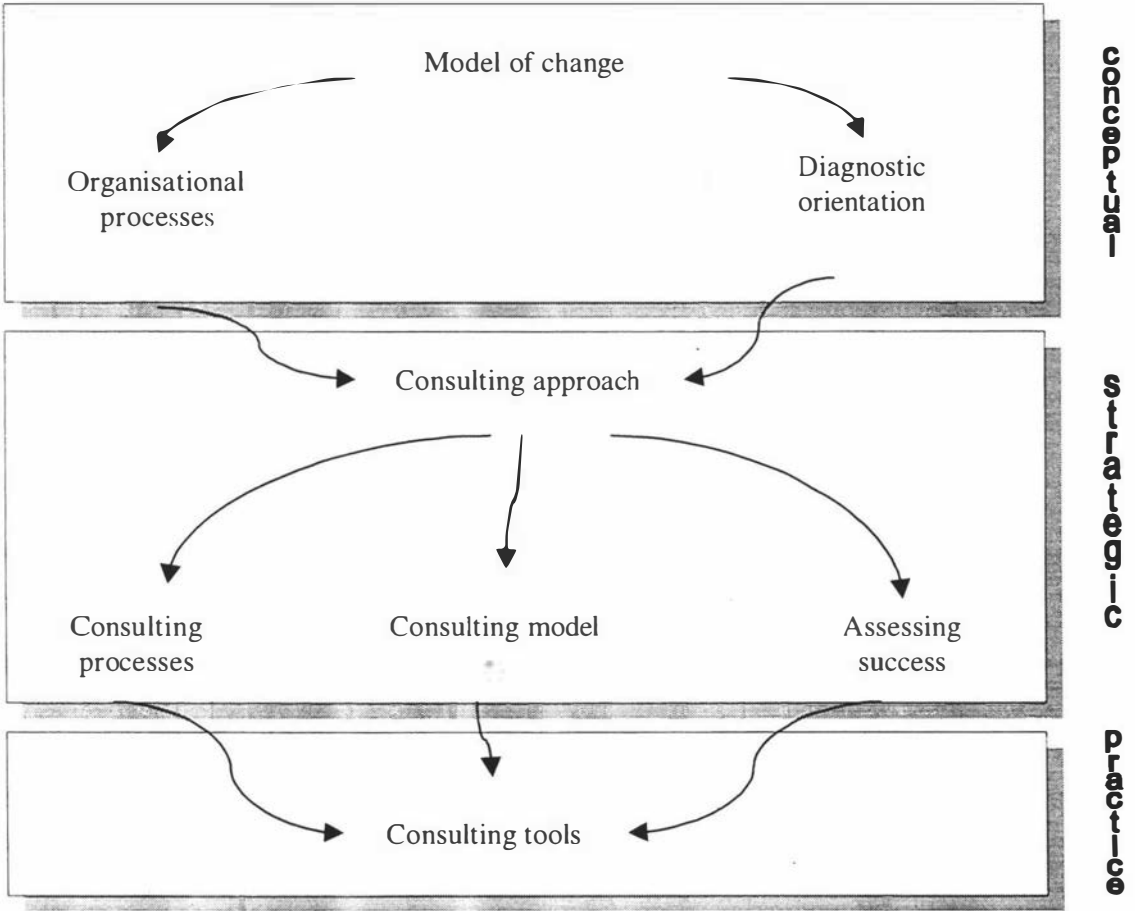 Model of change
Organisational
processes
Diagnostic
orientation
conceptual
Consulting approach
Consulting
processes
Consulting model
Assessing
success
strategic
Consulting tools
practice